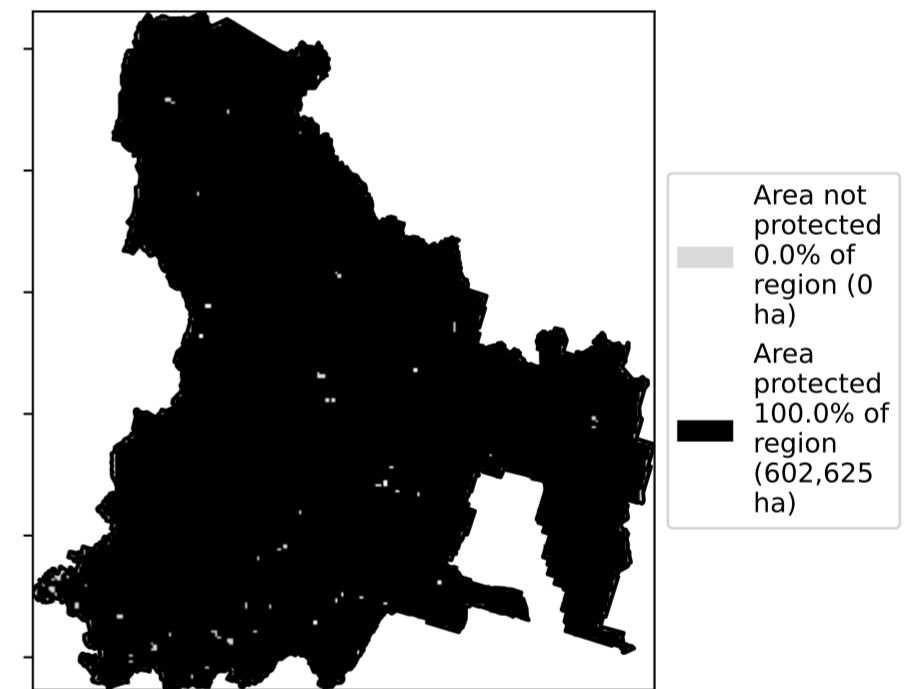 Area not
protected
0.0% of
region (0
ha)
Area
protected
100.0% of
region
(602,625
ha)